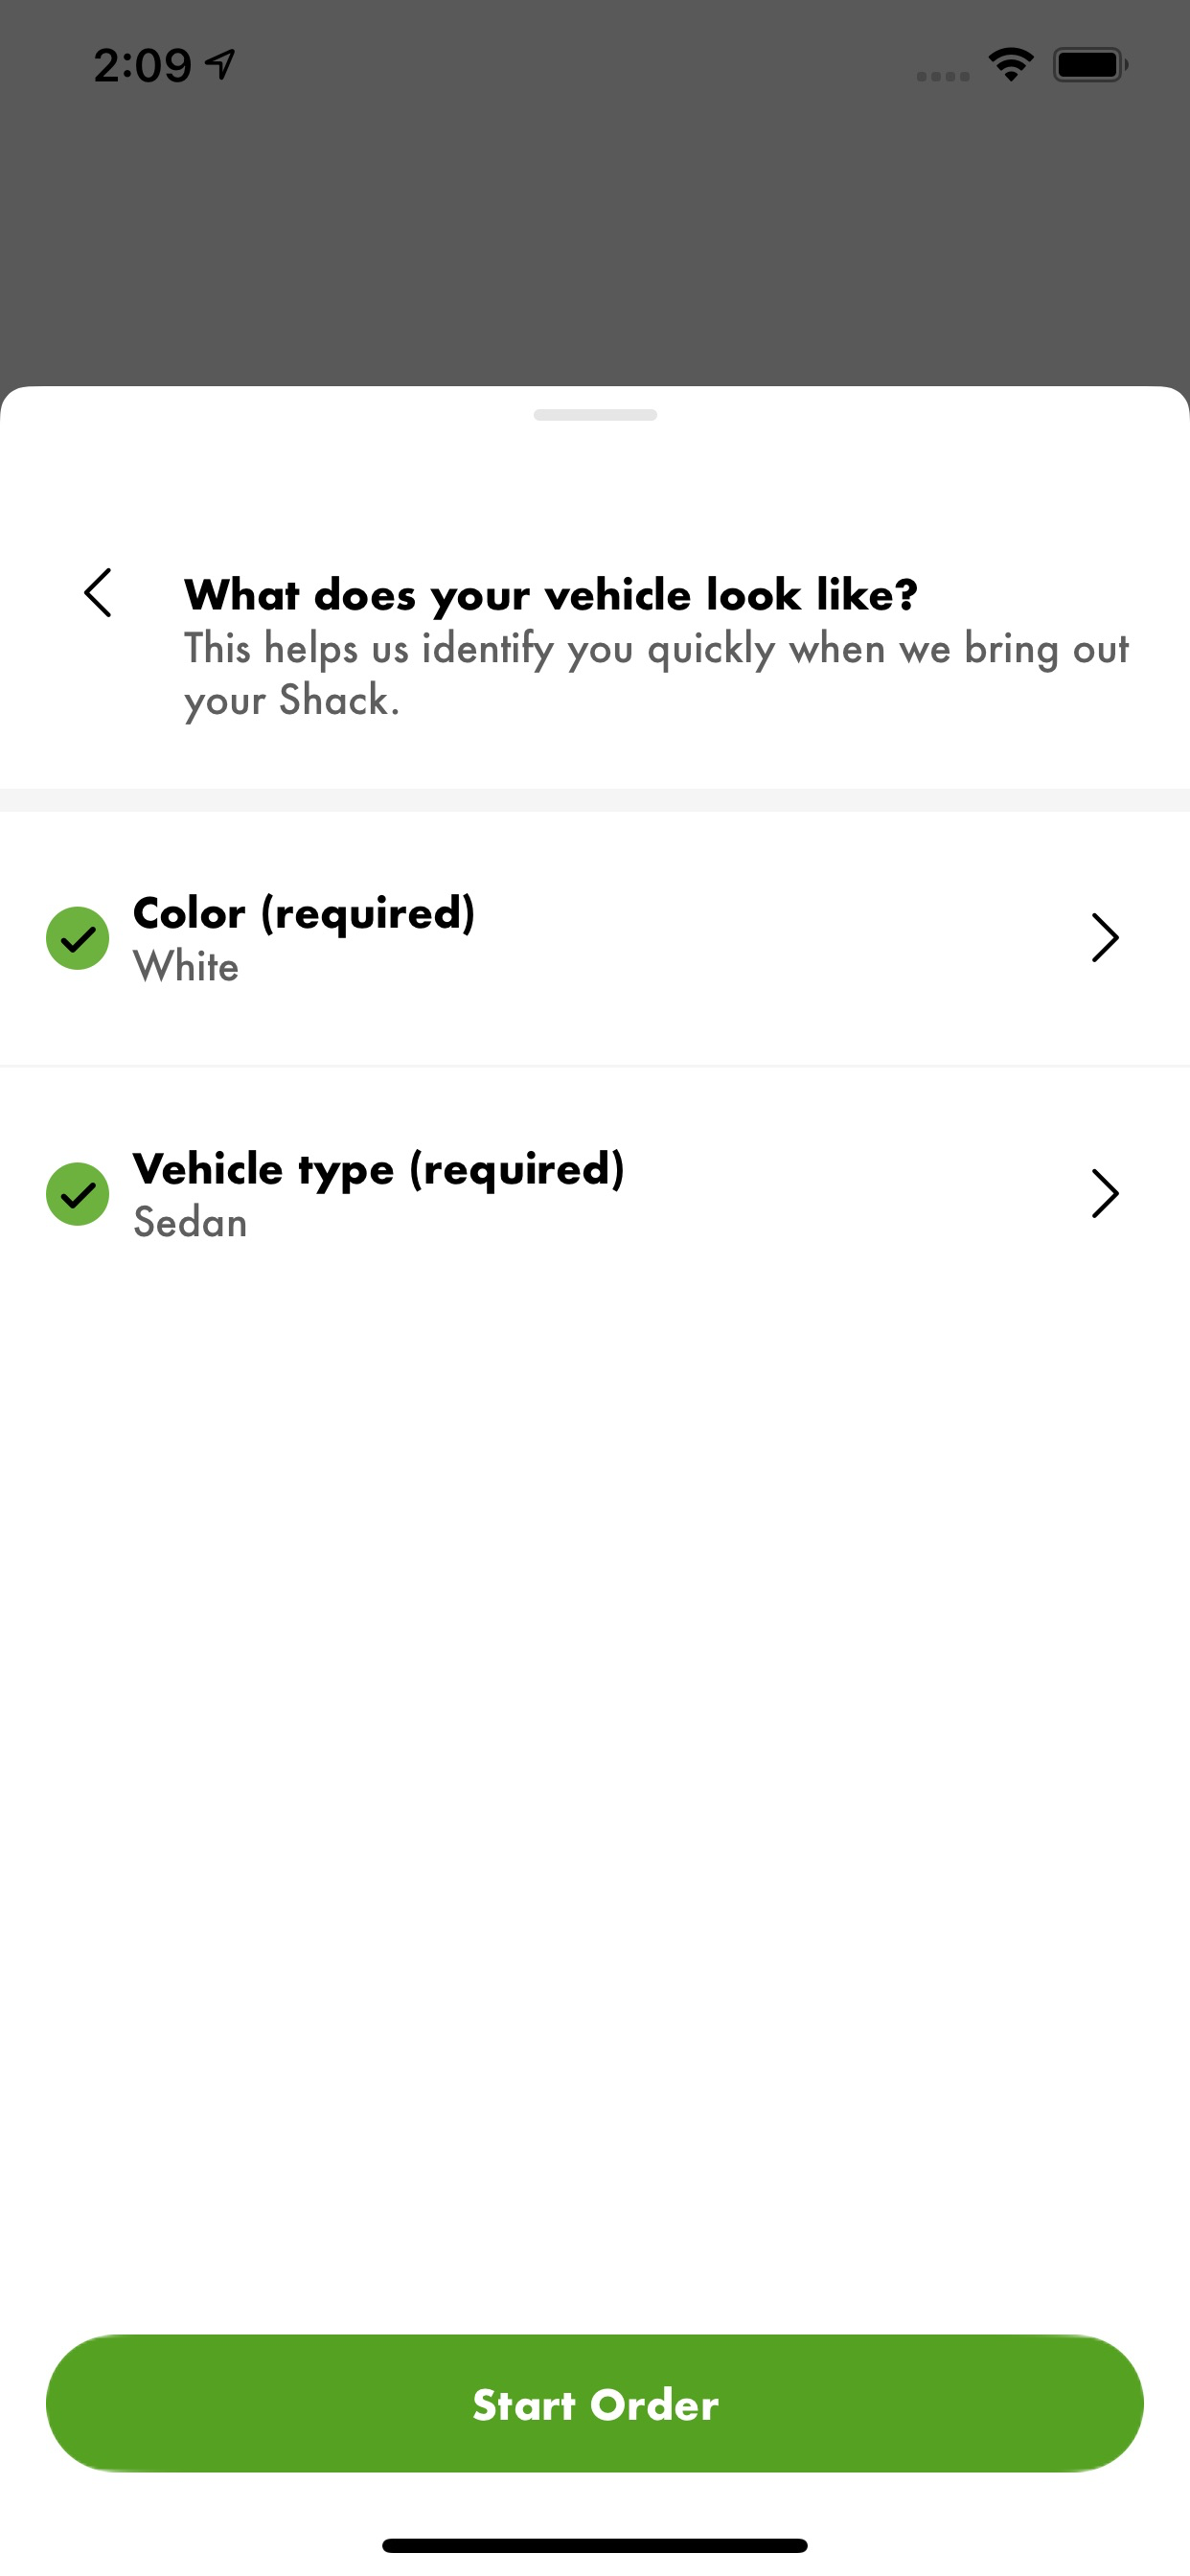 2:09
What does your vehicle look like?
This helps us identify you quickly when we bring out
your Shack.
Color (required)
White
Vehicle type (required)
Sedan
Start Order